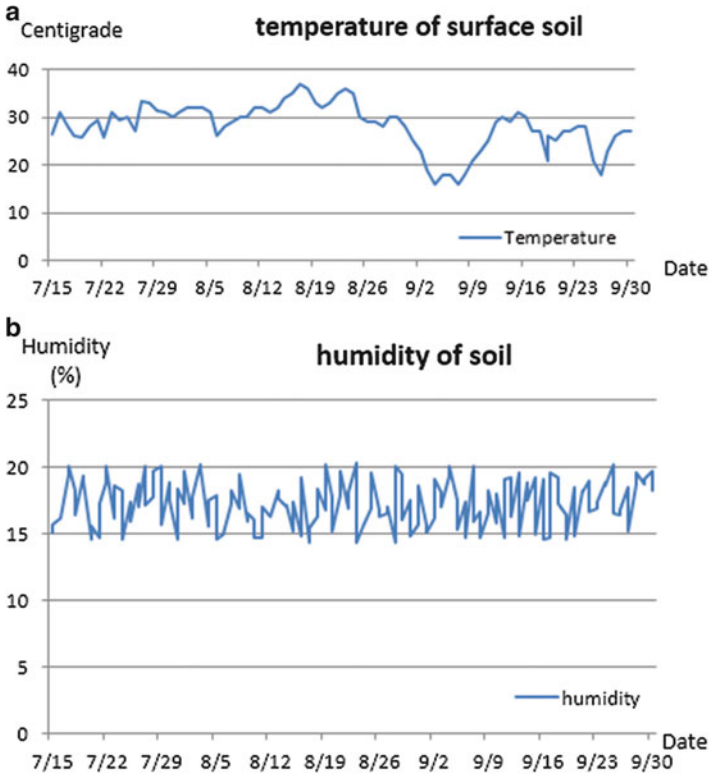 a
Centigrade
temperature of surface soil
40
30
20
10
0
Temperature
7/15 7/22 7/29 8/5 8/12 8/19 8/26 9/2 9/9 9/16 9/23 9/30
Date
b
Humidity
(%)
humidity of soil
25
20
15
10
5
0
humidity
7/15 7/22 7/29 8/5 8/12 8/19 8/26 9/2 9/9 9/16 9/23 9/30
Date